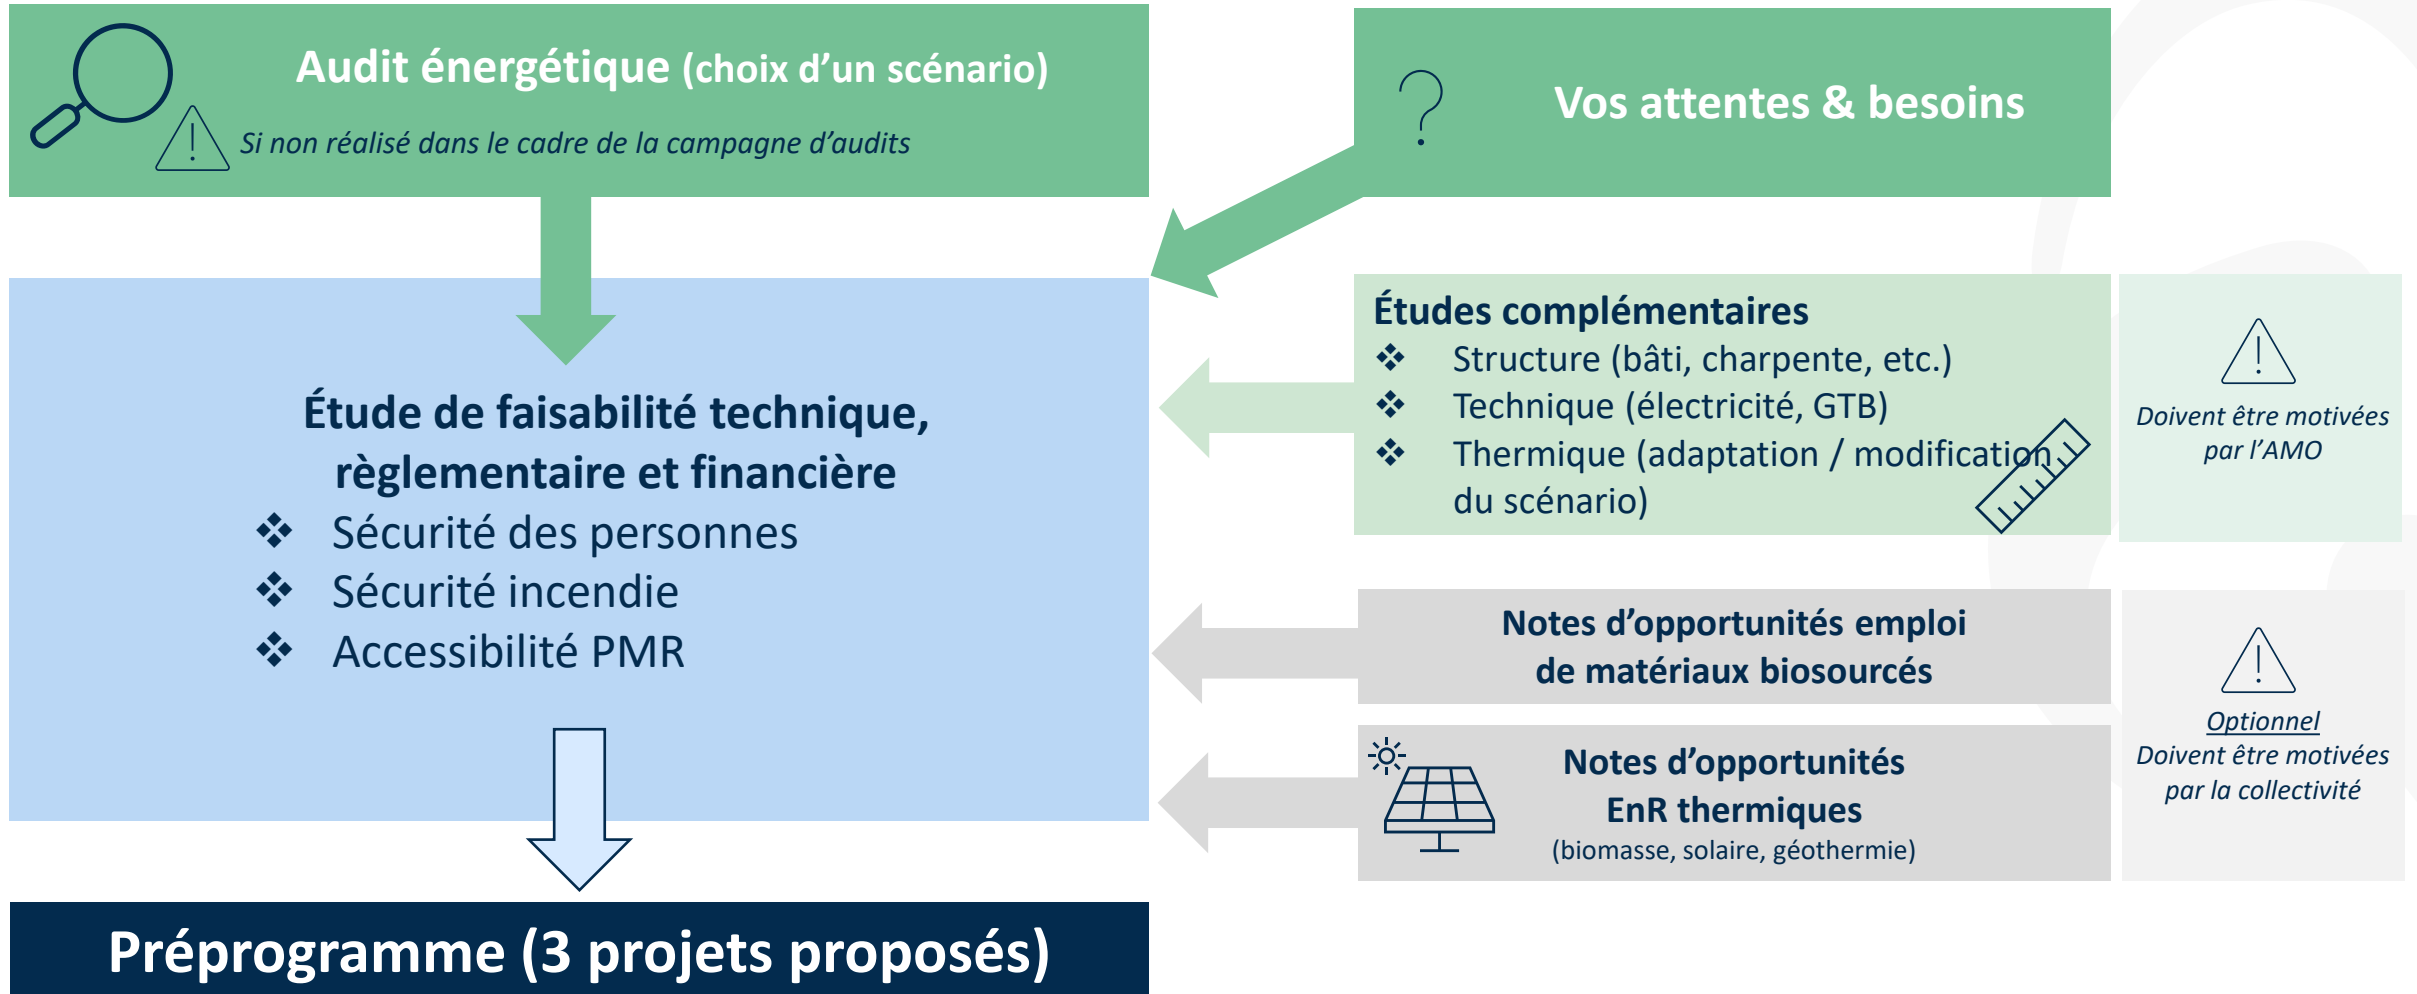 Audit énergétique (choix d’un scénario)
Si non réalisé dans le cadre de la campagne d’audits
Vos attentes & besoins
Étude de faisabilité technique,
règlementaire et financière
❖ Sécurité des personnes
❖ Sécurité incendie
❖ Accessibilité PMR
Études complémentaires
❖ Structure (bâti, charpente, etc.)
❖ Technique (électricité, GTB)
❖ Thermique (adaptation / modification
du scénario)
Doivent être motivées
par l’AMO
Notes d’opportunités emploi
de matériaux biosourcés
Notes d’opportunités
EnR thermiques
(biomasse, solaire, géothermie)
Optionnel
Doivent être motivées
par la collectivité
Préprogramme (3 projets proposés)